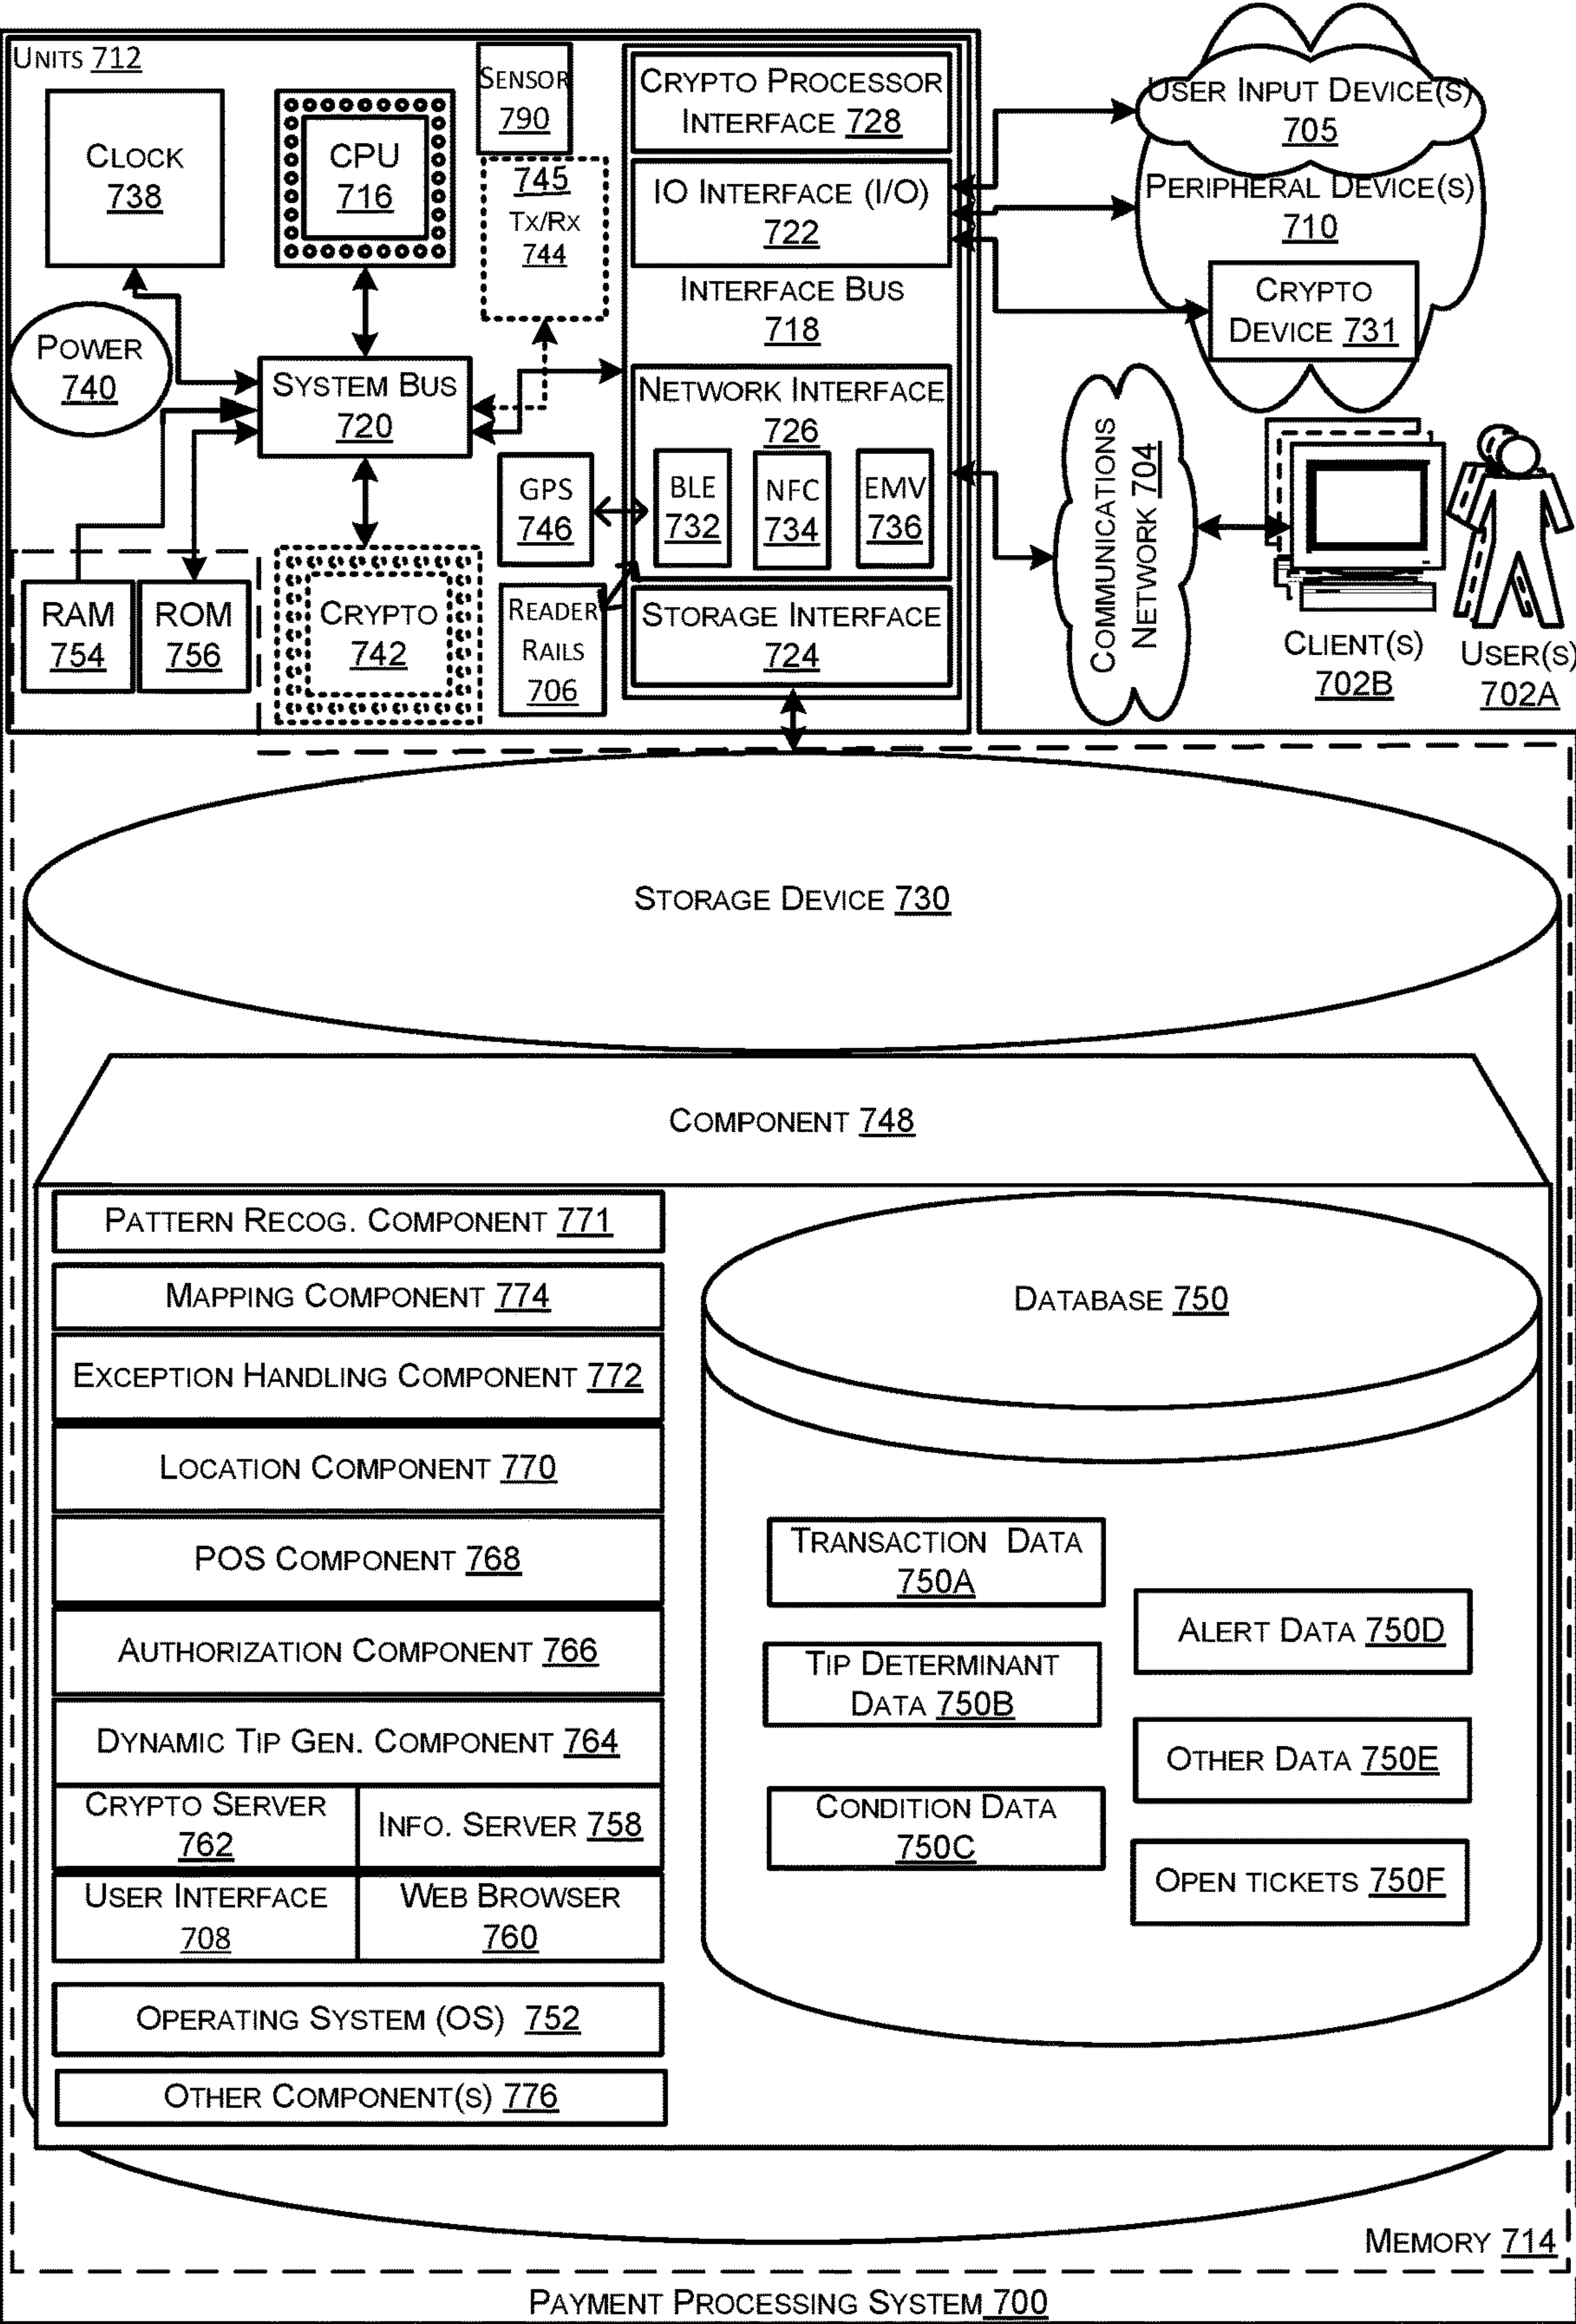 UNITS 712
SENSOR
790
CLOCK
738
CPU
716
745
TX/RX
744
POWER
740
SYSTEM BUS
720
GPS
746
RAM
754
ROM
756
CRYPTO
742
READER
RAILS
706
CRYPTO PROCESSOR
INTERFACE 728
IO INTERFACE (I/O)
722
INTERFACE BUS
718
NETWORK INTERFACE
726
BLE
732
NFC
734
EMV
736
STORAGE INTERFACE
724
USER INPUT DEVICE(S)
705
PERIPHERAL DEVICE(S)
710
CRYPTO
DEVICE 731
COMMUNICATIONS
NETWORK 704
CLIENT(S)
702B
USER(S)
702A
STORAGE DEVICE 730
COMPONENT 748
PATTERN RECOG. COMPONENT 771
MAPPING COMPONENT 774
EXCEPTION HANDLING COMPONENT 772
LOCATION COMPONENT 770
POS COMPONENT 768
AUTHORIZATION COMPONENT 766
DYNAMIC TIP GEN. COMPONENT 764
CRYPTO SERVER
762
INFO. SERVER 758
USER INTERFACE
708
WEB BROWSER
760
OPERATING SYSTEM (OS) 752
OTHER COMPONENT(S) 776
DATABASE 750
TRANSACTION DATA
750A
TIP DETERMINANT
DATA 750B
CONDITION DATA
750C
ALERT DATA 750D
OTHER DATA 750E
OPEN TICKETS 750F
MEMORY 714
PAYMENT PROCESSING SYSTEM 700